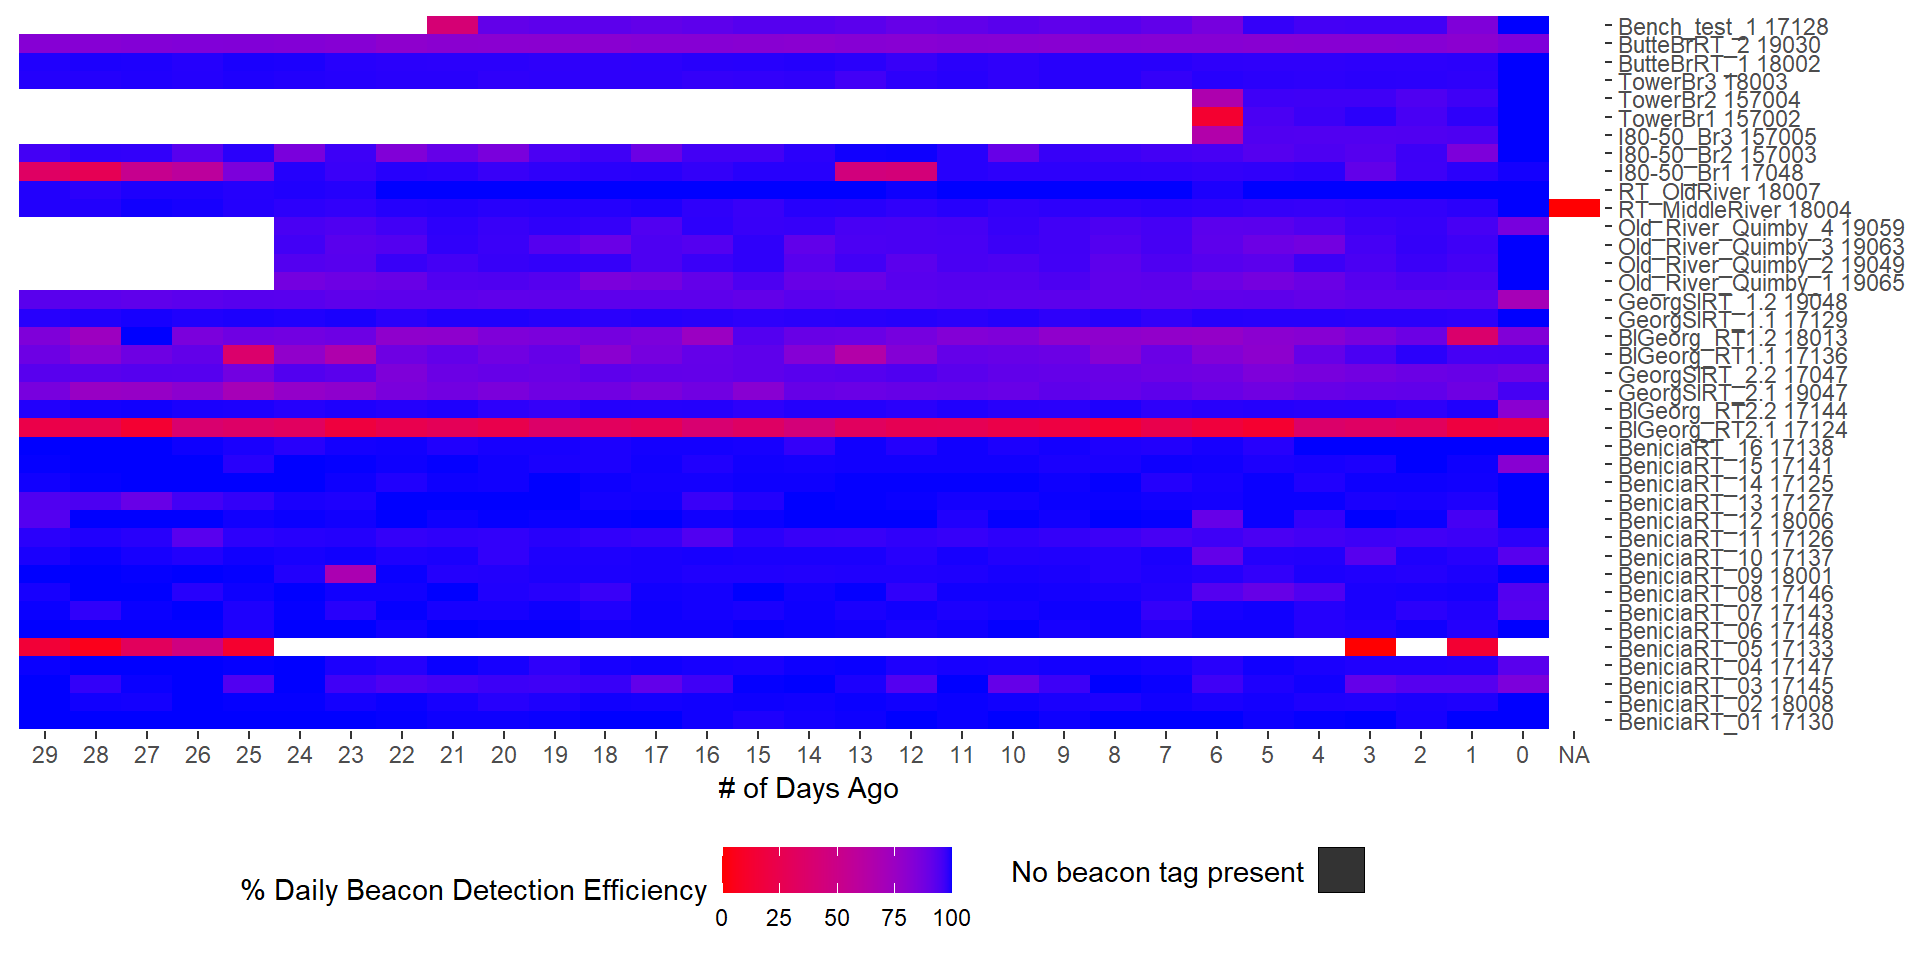 Bench_test_1 17128
ButteBrRT_2 19030
ButteBrRT_1 18002
TowerBr3 18003
TowerBr2 157004
TowerBr1 157002
I80-50_Br3 157005
I80-50_Br2 157003
I80-50_Br1 17048
RT_OldRiver 18007
RT_MiddleRiver 18004
Old_River_Quimby_4 19059
Old_River_Quimby_3 19063
Old_River_Quimby_2 19049
Old_River_Quimby_1 19065
GeorgSlRT_1.2 19048
GeorgSlRT_1.1 17129
BlGeorg_RT1.2 18013
BlGeorg_RT1.1 17136
GeorgSlRT_2.2 17047
GeorgSlRT_2.1 19047
BlGeorg_RT2.2 17144
BlGeorg_RT2.1 17124
BeniciaRT_16 17138
BeniciaRT_15 17141
BeniciaRT_14 17125
BeniciaRT_13 17127
BeniciaRT_12 18006
BeniciaRT_11 17126
BeniciaRT_10 17137
BeniciaRT_09 18001
BeniciaRT_08 17146
BeniciaRT_07 17143
BeniciaRT_06 17148
BeniciaRT_05 17133
BeniciaRT_04 17147
BeniciaRT_03 17145
BeniciaRT_02 18008
BeniciaRT_01 17130
29 28 27 26 25 24 23 22 21 20 19 18 17 16 15 14 13 12 11 10 9 8 7 6 5 4 3 2 1 0 NA
# of Days Ago
% Daily Beacon Detection Efficiency
0 25 50 75 100
No beacon tag present